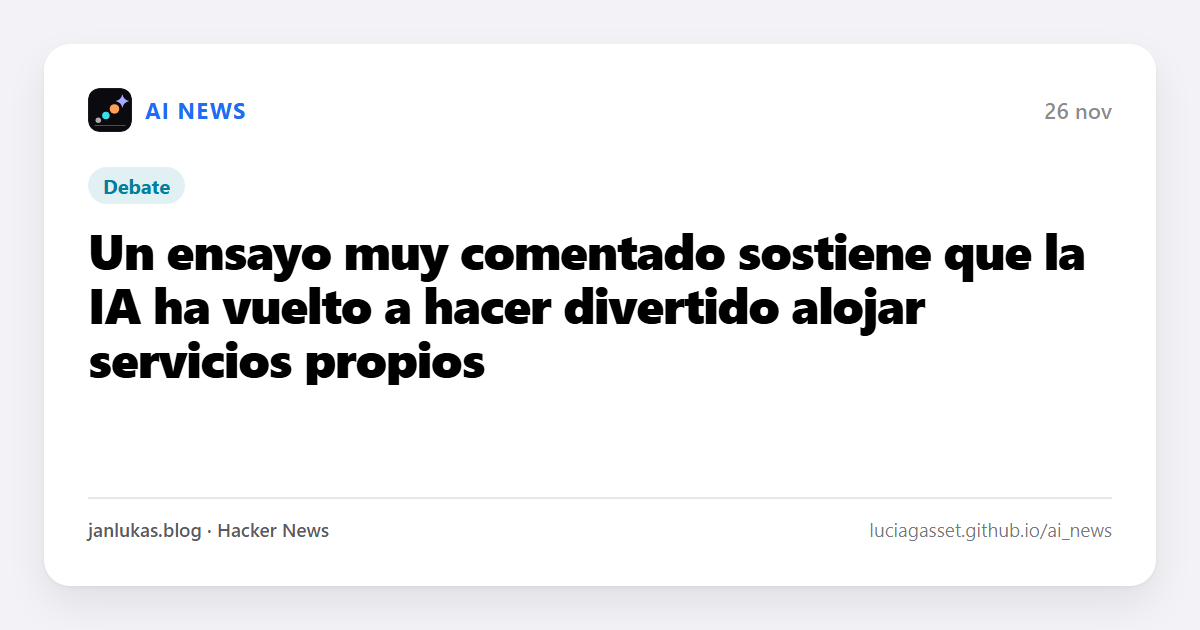 AI NEWS
26 nov
Debate
Un ensayo muy comentado sostiene que la
IA ha vuelto a hacer divertido alojar
servicios propios
janlukas.blog · Hacker News
luciagasset.github.io/ai_news